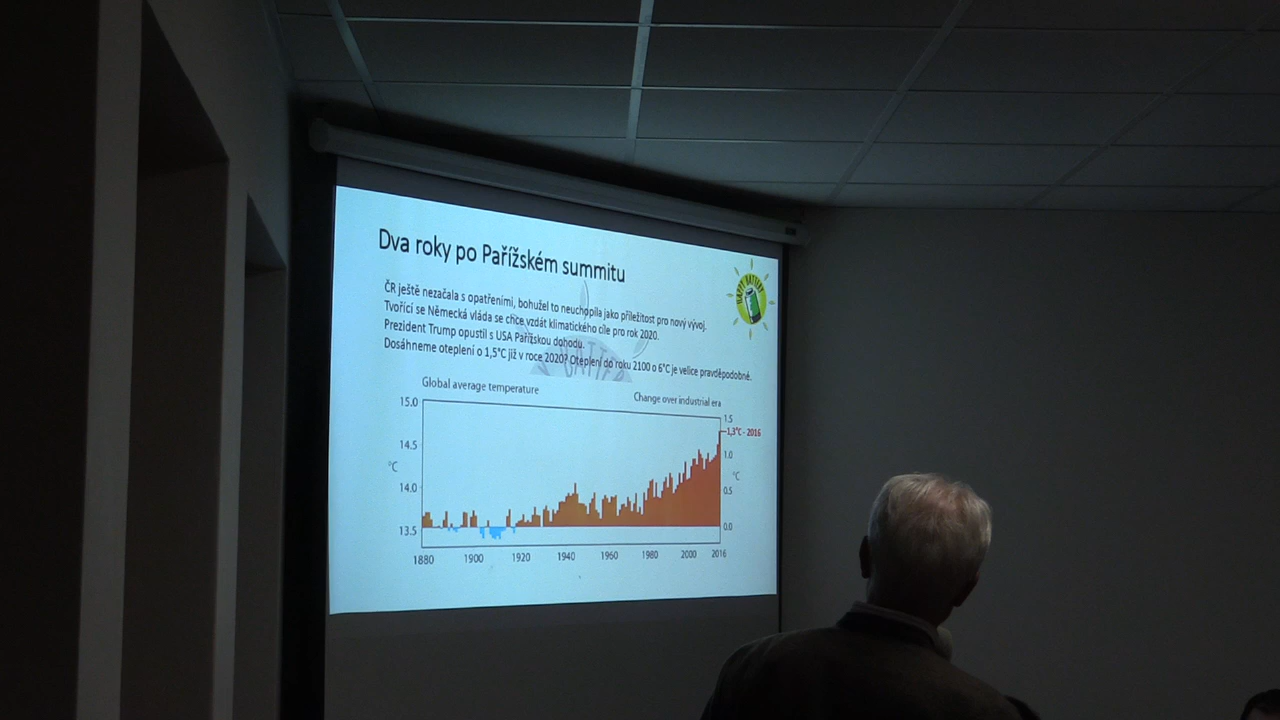 Dva roky po Pařížském summitu
HAPPY BATTERY
ČR ještě nezačala s opatřeními, bohužel to neuchopila jako příležitost pro nový vývoj.
Tvořící se Německá vláda se chce vzdát klimatického cíle pro rok 2020.
Prezident Trump opustil s USA Pařížskou dohodu.
Dosáhneme oteplení o 1,5°C již v roce 2020? Oteplení do roku 2100 o 6°C je velice pravděpodobné.
Global average temperature
Change over industrial era
15.0
14.5
°C
14.0
13.5
1.5
1,3°C - 2016
1.0
°C
0.5
0.0
1880 1900 1920 1940 1960 1980 2000 2016